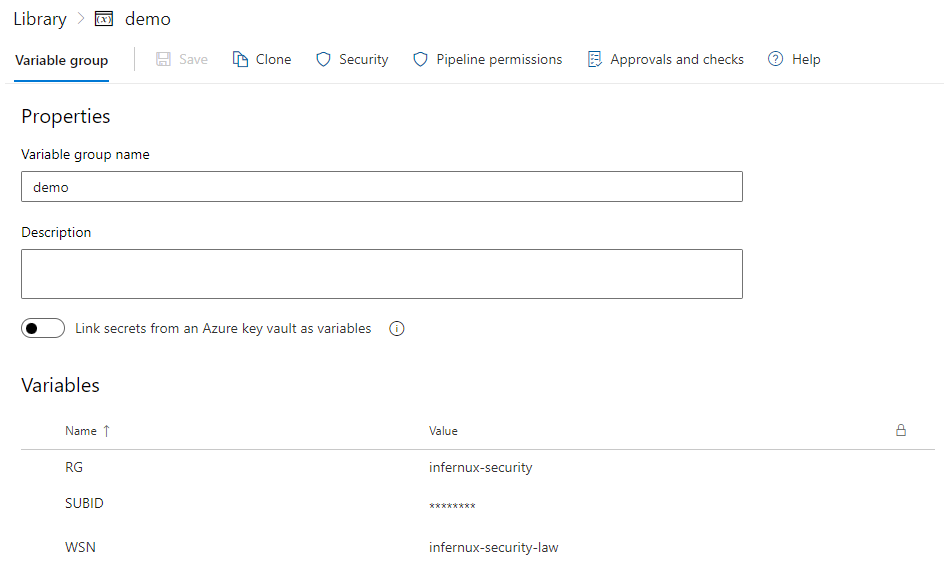 Library > (x) demo
Variable group Save Clone Security Pipeline permissions Approvals and checks ? Help
Properties
Variable group name
demo
Description
Link secrets from an Azure key vault as variables i
Variables
Name ↑ Value
RG infernux-security
SUBID ********
WSN infernux-security-law